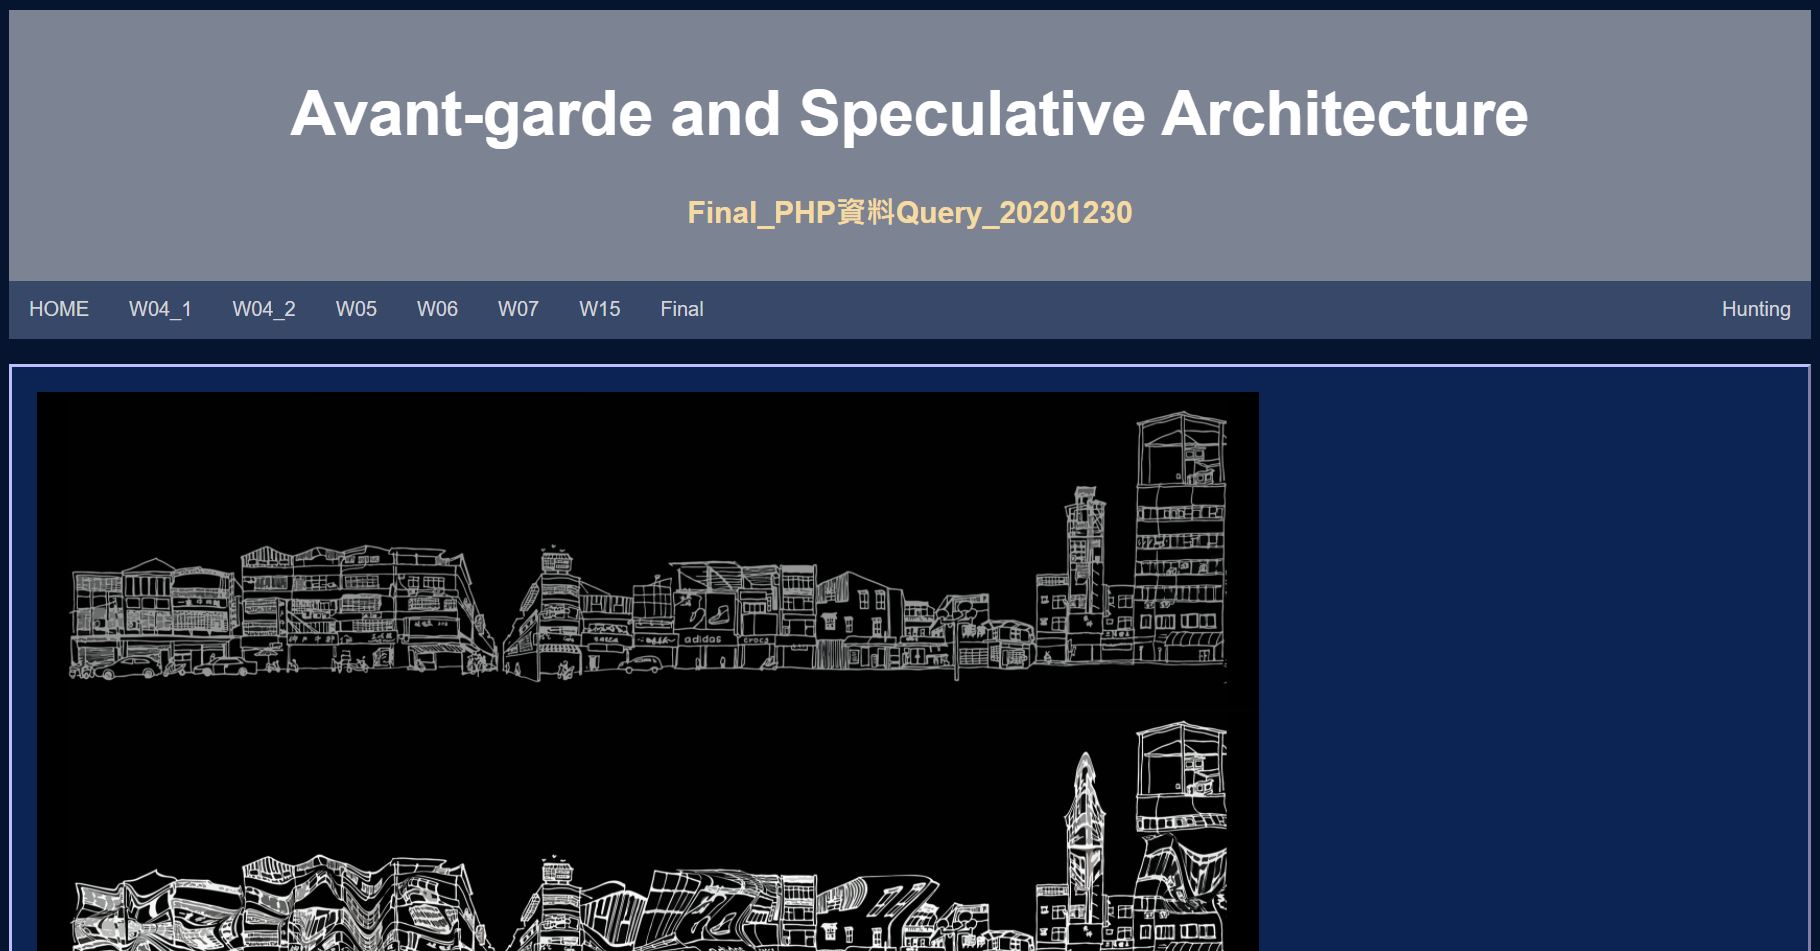 Avant-garde and Speculative Architecture
Final_PHP資料Query_20201230
HOME W04_1 W04_2 W05 W06 W07 W15 Final Hunting
adidas crocs